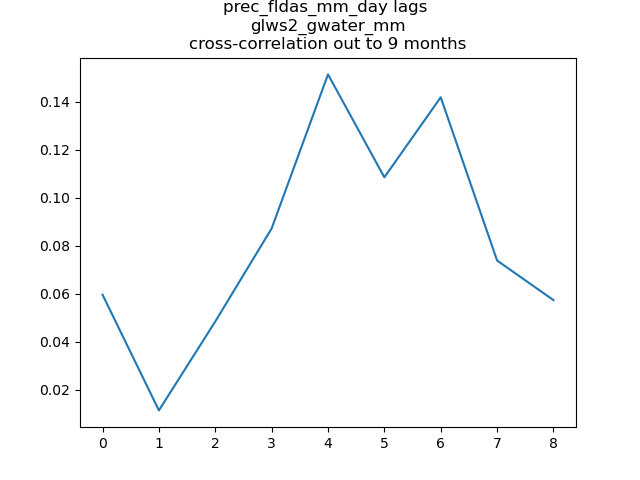 prec_fldas_mm_day lags
glws2_gwater_mm
cross-correlation out to 9 months
0.14
0.12
0.10
0.08
0.06
0.04
0.02
0 1 2 3 4 5 6 7 8